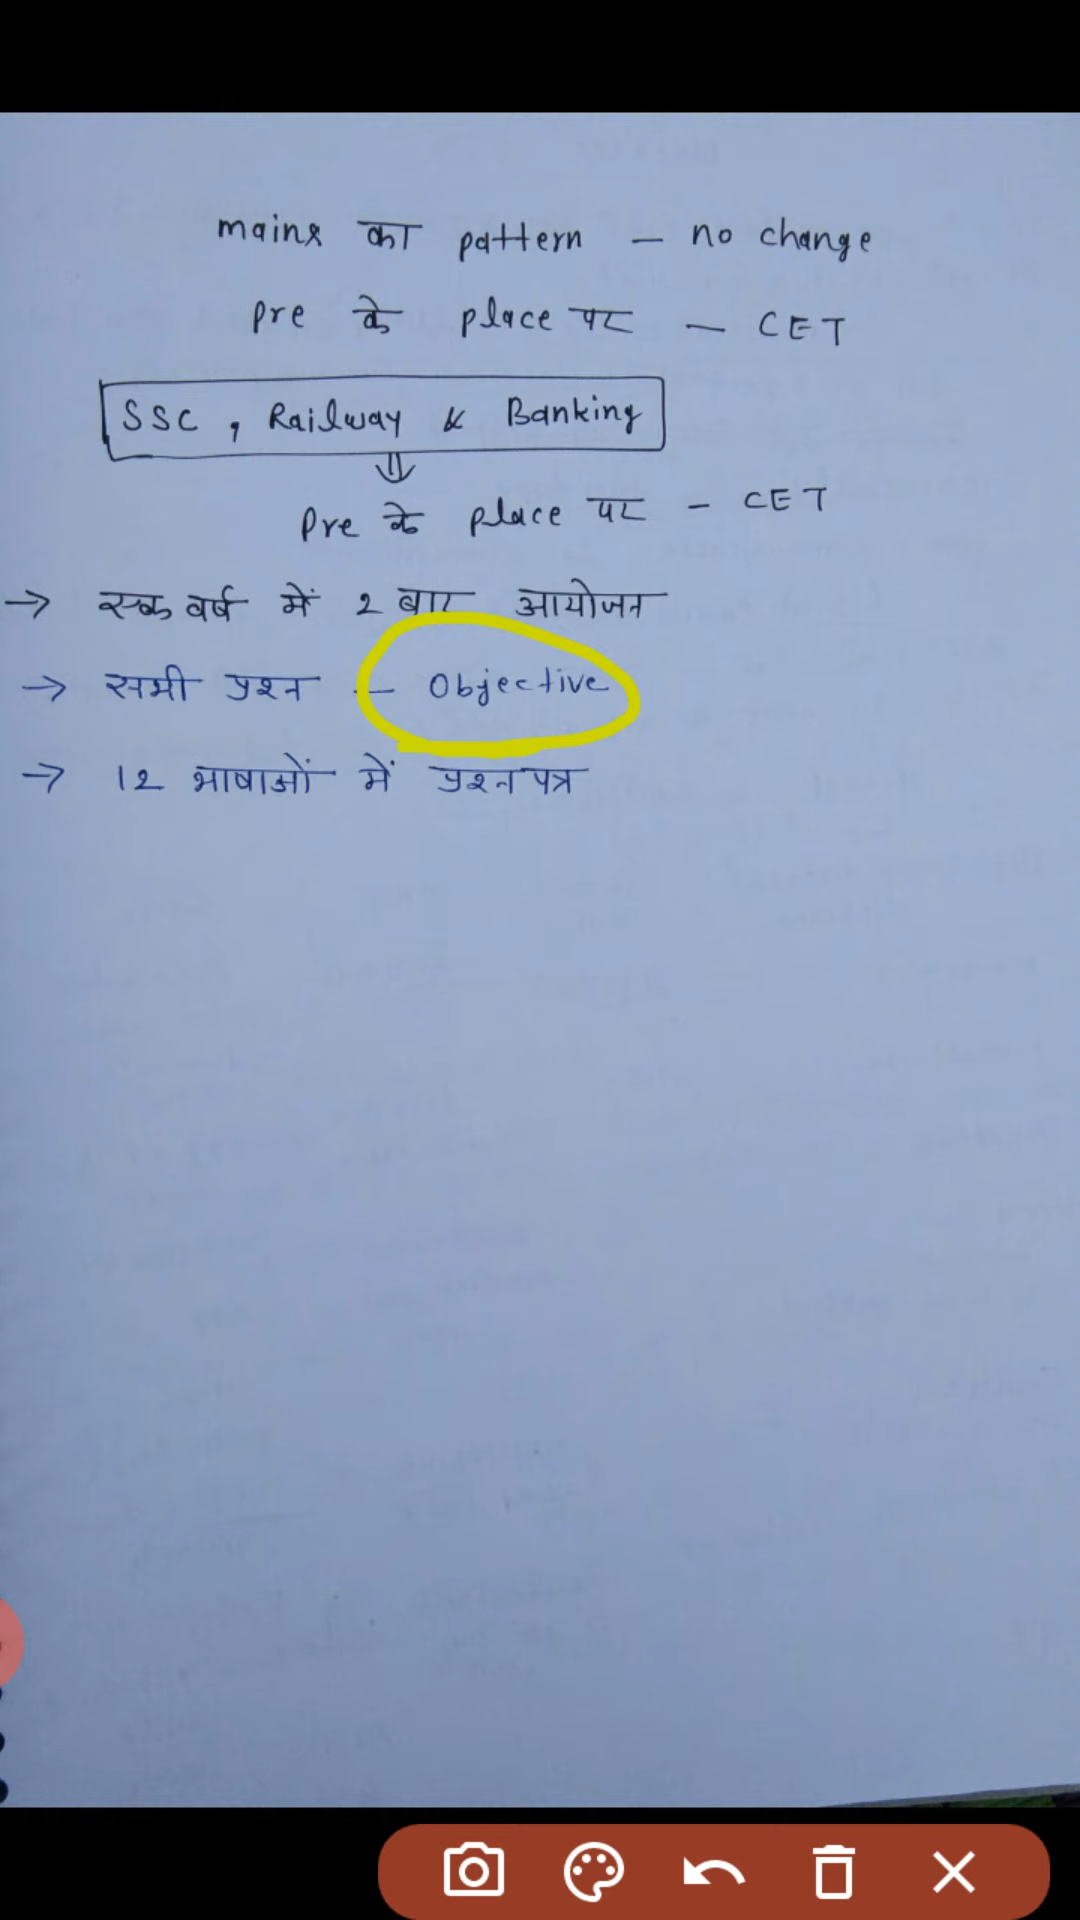 mains का pattern - no change
Pre के place पर - CET
SSC, Railway & Banking
Pre के place पर - CET
→ एक वर्ष में 2 बार आयोजन
→ सभी प्रश्न - Objective
→ 12 भाषाओं में प्रश्नपत्र